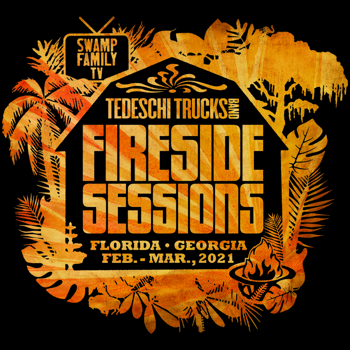 SWAMP
FAMILY
TV
TEDESCHI TRUCKS BAND
FIRESIDE
SESSIONS
FLORIDA • GEORGIA
FEB. - MAR., 2021